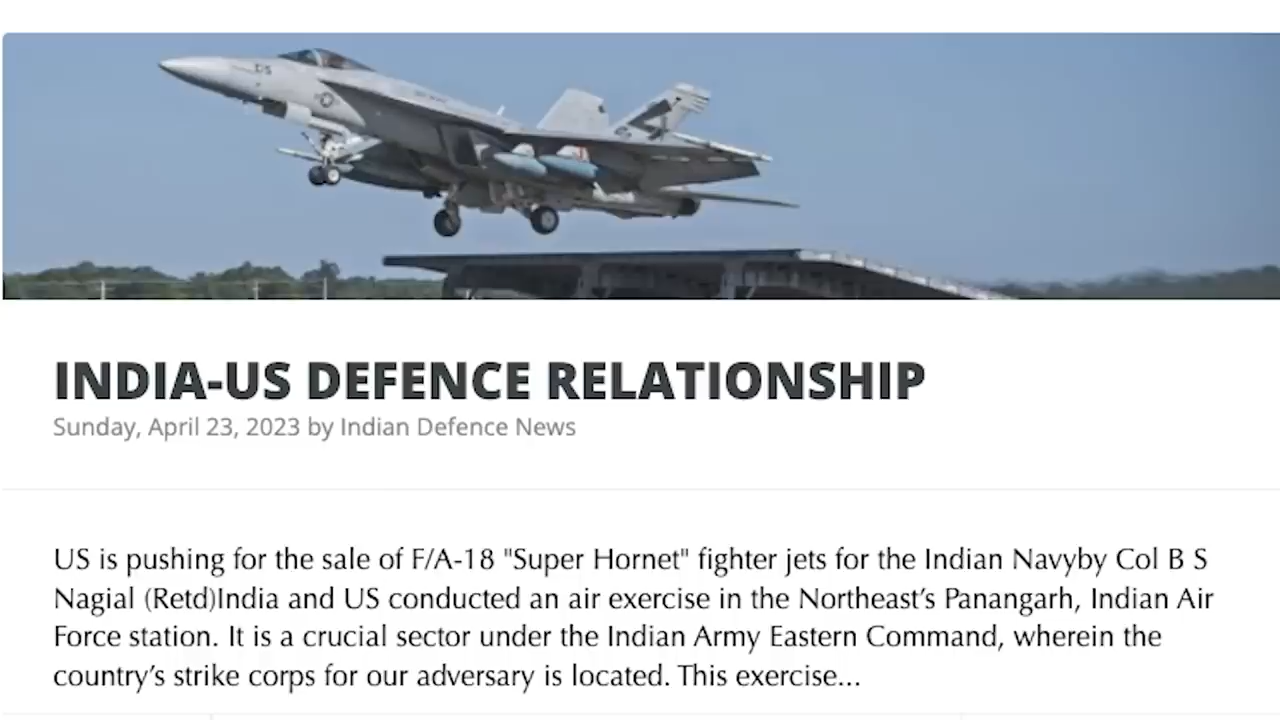 INDIA-US DEFENCE RELATIONSHIP
Sunday, April 23, 2023 by Indian Defence News
US is pushing for the sale of F/A-18 "Super Hornet" fighter jets for the Indian Navyby Col B S
Nagial (Retd)India and US conducted an air exercise in the Northeast’s Panangarh, Indian Air
Force station. It is a crucial sector under the Indian Army Eastern Command, wherein the
country’s strike corps for our adversary is located. This exercise...